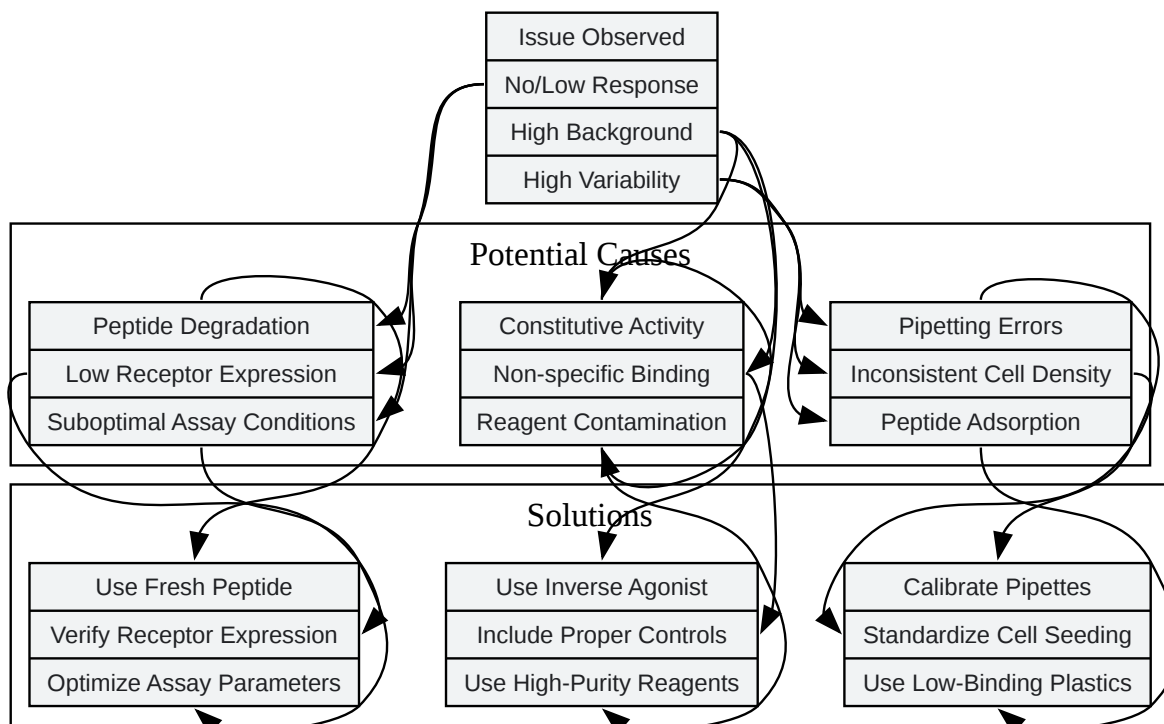 Issue Observed
No/Low Response
High Background
High Variability
Potential Causes
Peptide Degradation
Low Receptor Expression
Suboptimal Assay Conditions
Constitutive Activity
Non-specific Binding
Reagent Contamination
Pipetting Errors
Inconsistent Cell Density
Peptide Adsorption
Solutions
Use Fresh Peptide
Verify Receptor Expression
Optimize Assay Parameters
Use Inverse Agonist
Include Proper Controls
Use High-Purity Reagents
Calibrate Pipettes
Standardize Cell Seeding
Use Low-Binding Plastics